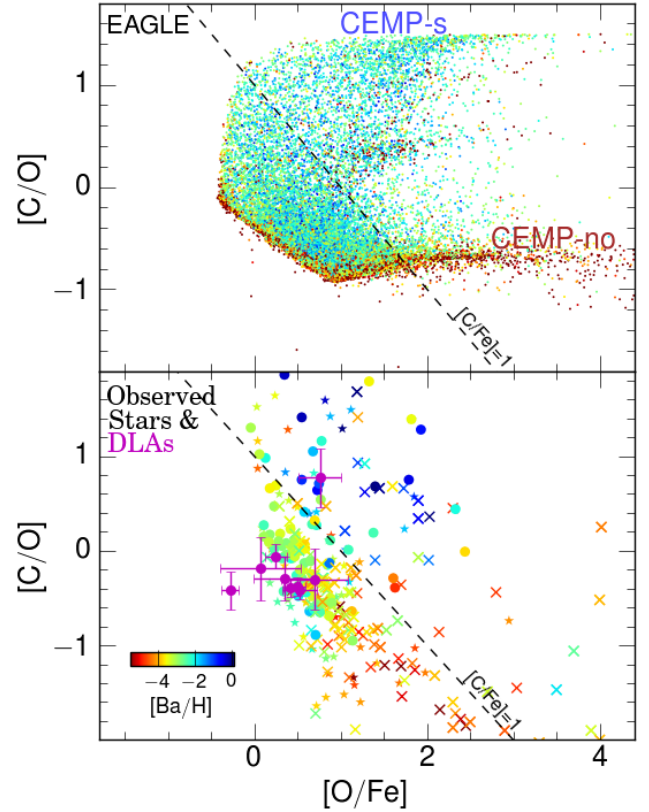 EAGLE
CEMP-s
1
0
−1
[C/O]
CEMP-no
[C/Fe]=1
Observed
Stars &
DLAs
1
0
−1
[C/O]
−4 −2 0
[Ba/H]
[C/Fe]=1
0 2 4
[O/Fe]